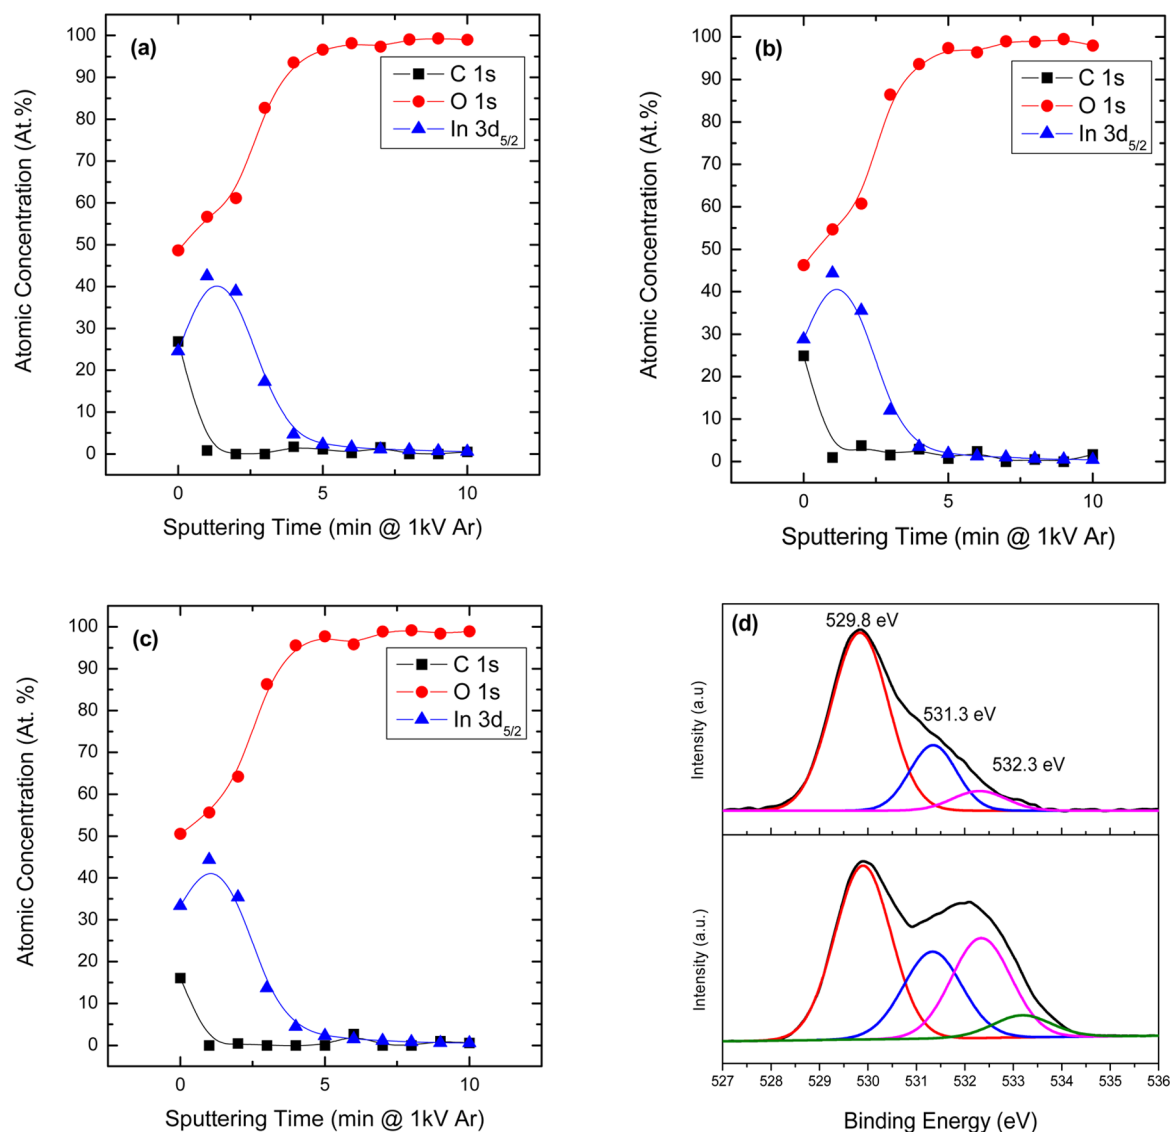 (a)
C 1s
O 1s
In 3d5/2
100
90
80
70
60
50
40
30
20
10
0
Atomic Concentration (At.%)
0
5
10
Sputtering Time (min @ 1kV Ar)
(b)
C 1s
O 1s
In 3d5/2
100
90
80
70
60
50
40
30
20
10
0
Atomic Concentration (At.%)
0
5
10
Sputtering Time (min @ 1kV Ar)
(c)
C 1s
O 1s
In 3d5/2
100
90
80
70
60
50
40
30
20
10
0
Atomic Concentration (At. %)
0
5
10
Sputtering Time (min @ 1kV Ar)
(d)
529.8 eV
531.3 eV
532.3 eV
Intensity (a.u)
Intensity (a.u.)
527 528 529 530 531 532 533 534 535 536
Binding Energy (eV)